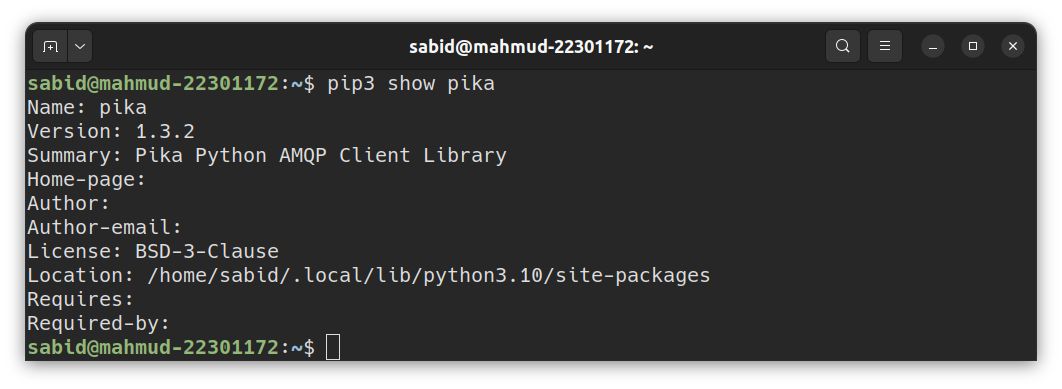 sabid@mahmud-22301172: ~
sabid@mahmud-22301172:~$ pip3 show pika
Name: pika
Version: 1.3.2
Summary: Pika Python AMQP Client Library
Home-page:
Author:
Author-email:
License: BSD-3-Clause
Location: /home/sabid/.local/lib/python3.10/site-packages
Requires:
Required-by:
sabid@mahmud-22301172:~$